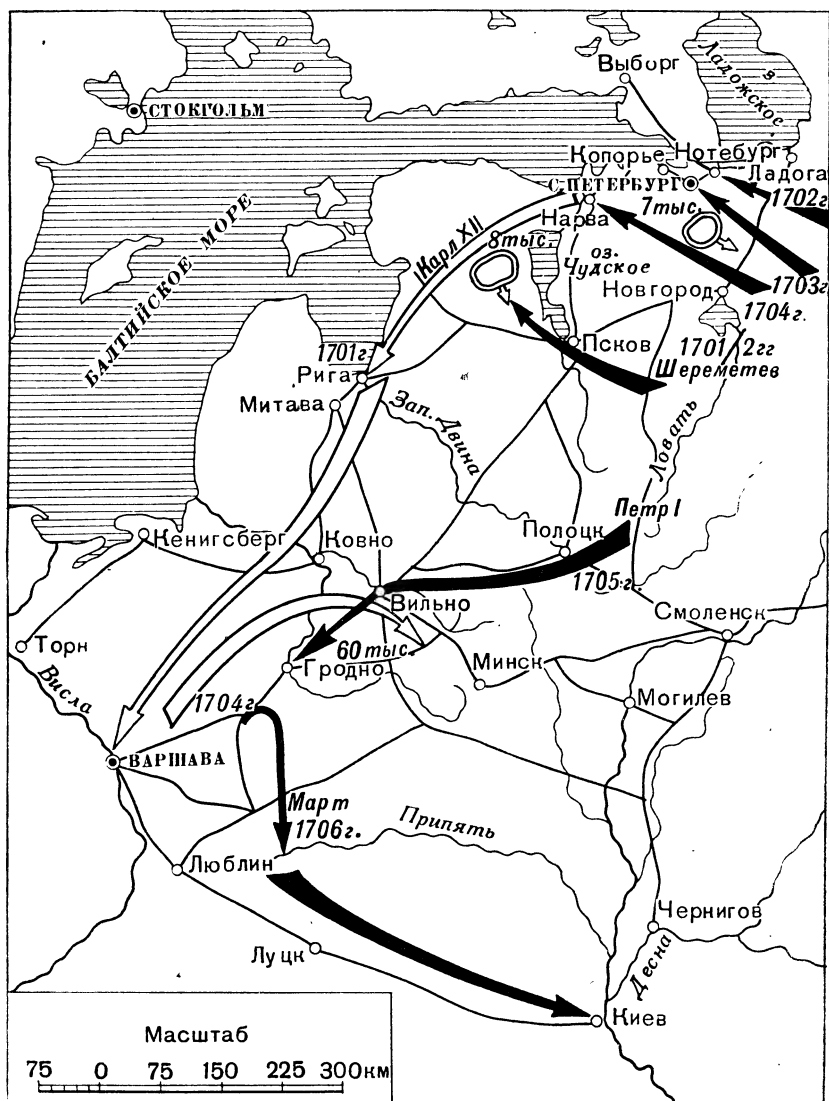 Выборг
Ладожское
в
СТОКГОЛЬМ
Копорье
Нотебург
Ладога
С-ПЕТЕРБУРГ
1702г
7тыс.
Нарва
Карл XII
8тыс.
оз.
Чудское
1703г
Новгород
1704г.
БАЛТИЙСКОЕ МОРЕ
1701г
Псков
1701/2гг
Шереметев
Рига
Митава
Зап. Двина
Ловать
Петр I
Кенигсберг
Ковно
Полоцк
1705г.
Вильно
Смоленск
Торн
60тыс.
Гродно
Минск
Висла
1704г
Могилев
ВАРШАВА
Март
1706г.
Припять
Люблин
Чернигов
Луцк
Десна
Киев
Масштаб
75 0 75 150 225 300км